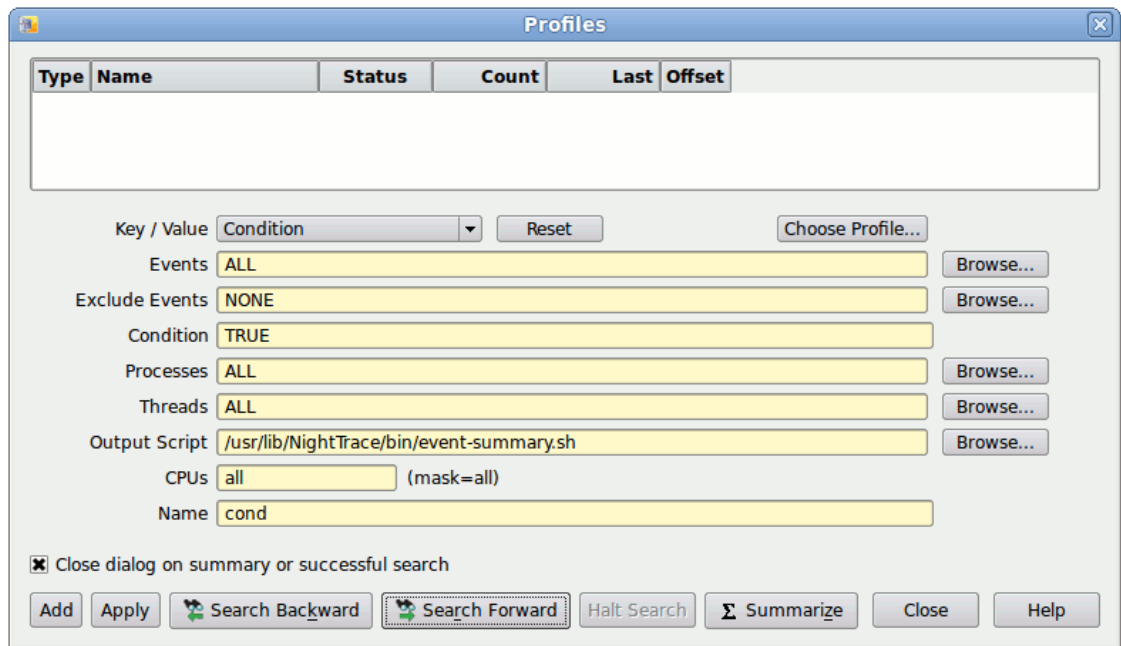 Profiles
Type Name Status Count Last Offset
Key / Value Condition Reset Choose Profile...
Events ALL Browse...
Exclude Events NONE Browse...
Condition TRUE
Processes ALL Browse...
Threads ALL Browse...
Output Script /usr/lib/NightTrace/bin/event-summary.sh Browse...
CPUs all (mask=all)
Name cond
Close dialog on summary or successful search
Add Apply Search Backward Search Forward Halt Search Σ Summarize Close Help